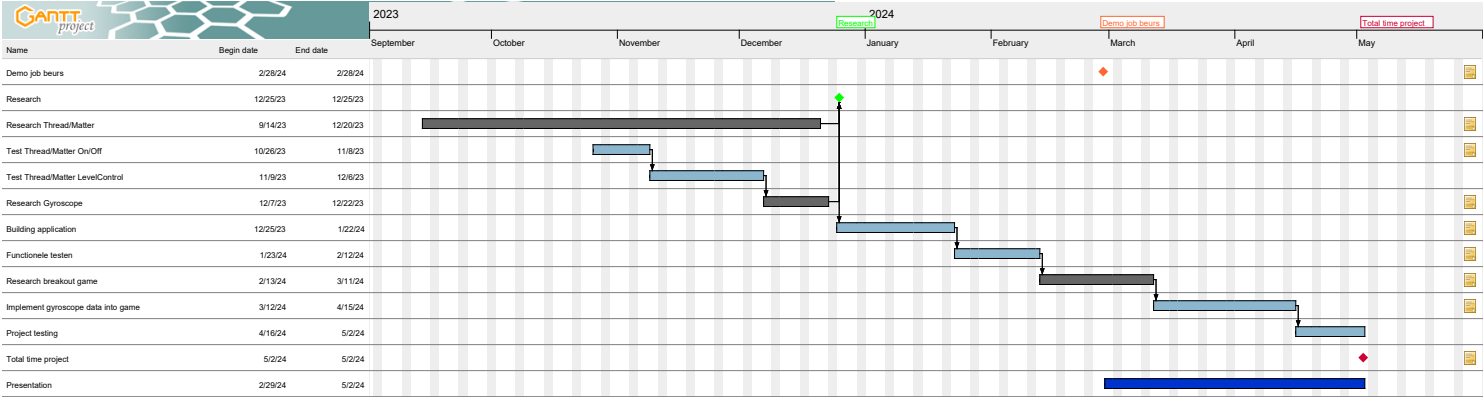 GANTT project
2023 2024
Research Demo job beurs Total time project
September October November December January February March April May
Name Begin date End date
Demo job beurs 2/28/24 2/28/24
Research 12/25/23 12/25/23
Research Thread/Matter 9/14/23 12/20/23
Test Thread/Matter On/Off 10/26/23 11/8/23
Test Thread/Matter LevelControl 11/9/23 12/6/23
Research Gyroscope 12/7/23 12/22/23
Building application 12/25/23 1/22/24
Functionele testen 1/23/24 2/12/24
Research breakout game 2/13/24 3/11/24
Implement gyroscope data into game 3/12/24 4/15/24
Project testing 4/16/24 5/2/24
Total time project 5/2/24 5/2/24
Presentation 2/29/24 5/2/24